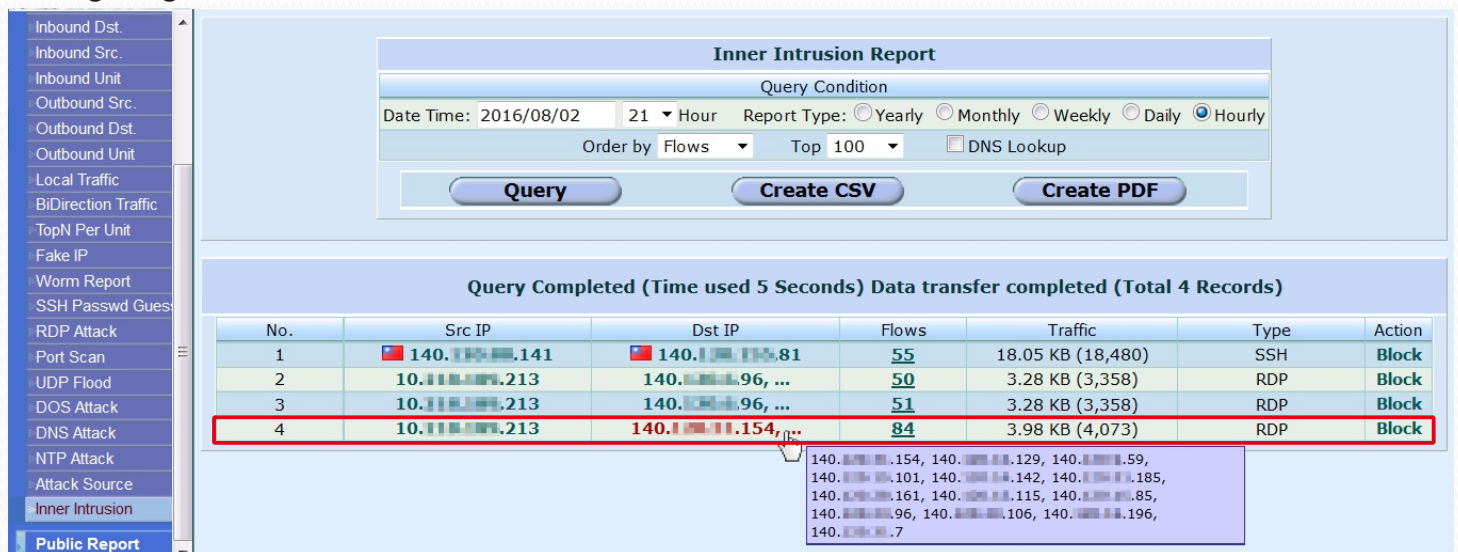 Inbound Dst.
Inbound Src.
Inbound Unit
Outbound Src.
Outbound Dst.
Outbound Unit
Local Traffic
BiDirection Traffic
TopN Per Unit
Fake IP
Worm Report
SSH Passwd Gues
RDP Attack
Port Scan
UDP Flood
DOS Attack
DNS Attack
NTP Attack
Attack Source
Inner Intrusion
Public Report
Inner Intrusion Report
Query Condition
Date Time: 2016/08/02 21 Hour Report Type: Yearly Monthly Weekly Daily Hourly
Order by Flows Top 100 DNS Lookup
Query Create CSV Create PDF
Query Completed (Time used 5 Seconds) Data transfer completed (Total 4 Records)
No. Src IP Dst IP Flows Traffic Type Action
1 140. .141 140. .81 55 18.05 KB (18,480) SSH Block
2 10. .213 140. .96, ... 50 3.28 KB (3,358) RDP Block
3 10. .213 140. .96, ... 51 3.28 KB (3,358) RDP Block
4 10. .213 140. .154, ... 84 3.98 KB (4,073) RDP Block
140. .154, 140. .129, 140. .59,
140. .101, 140. .142, 140. .185,
140. .161, 140. .115, 140. .85,
140. .96, 140. .106, 140. .196,
140. .7